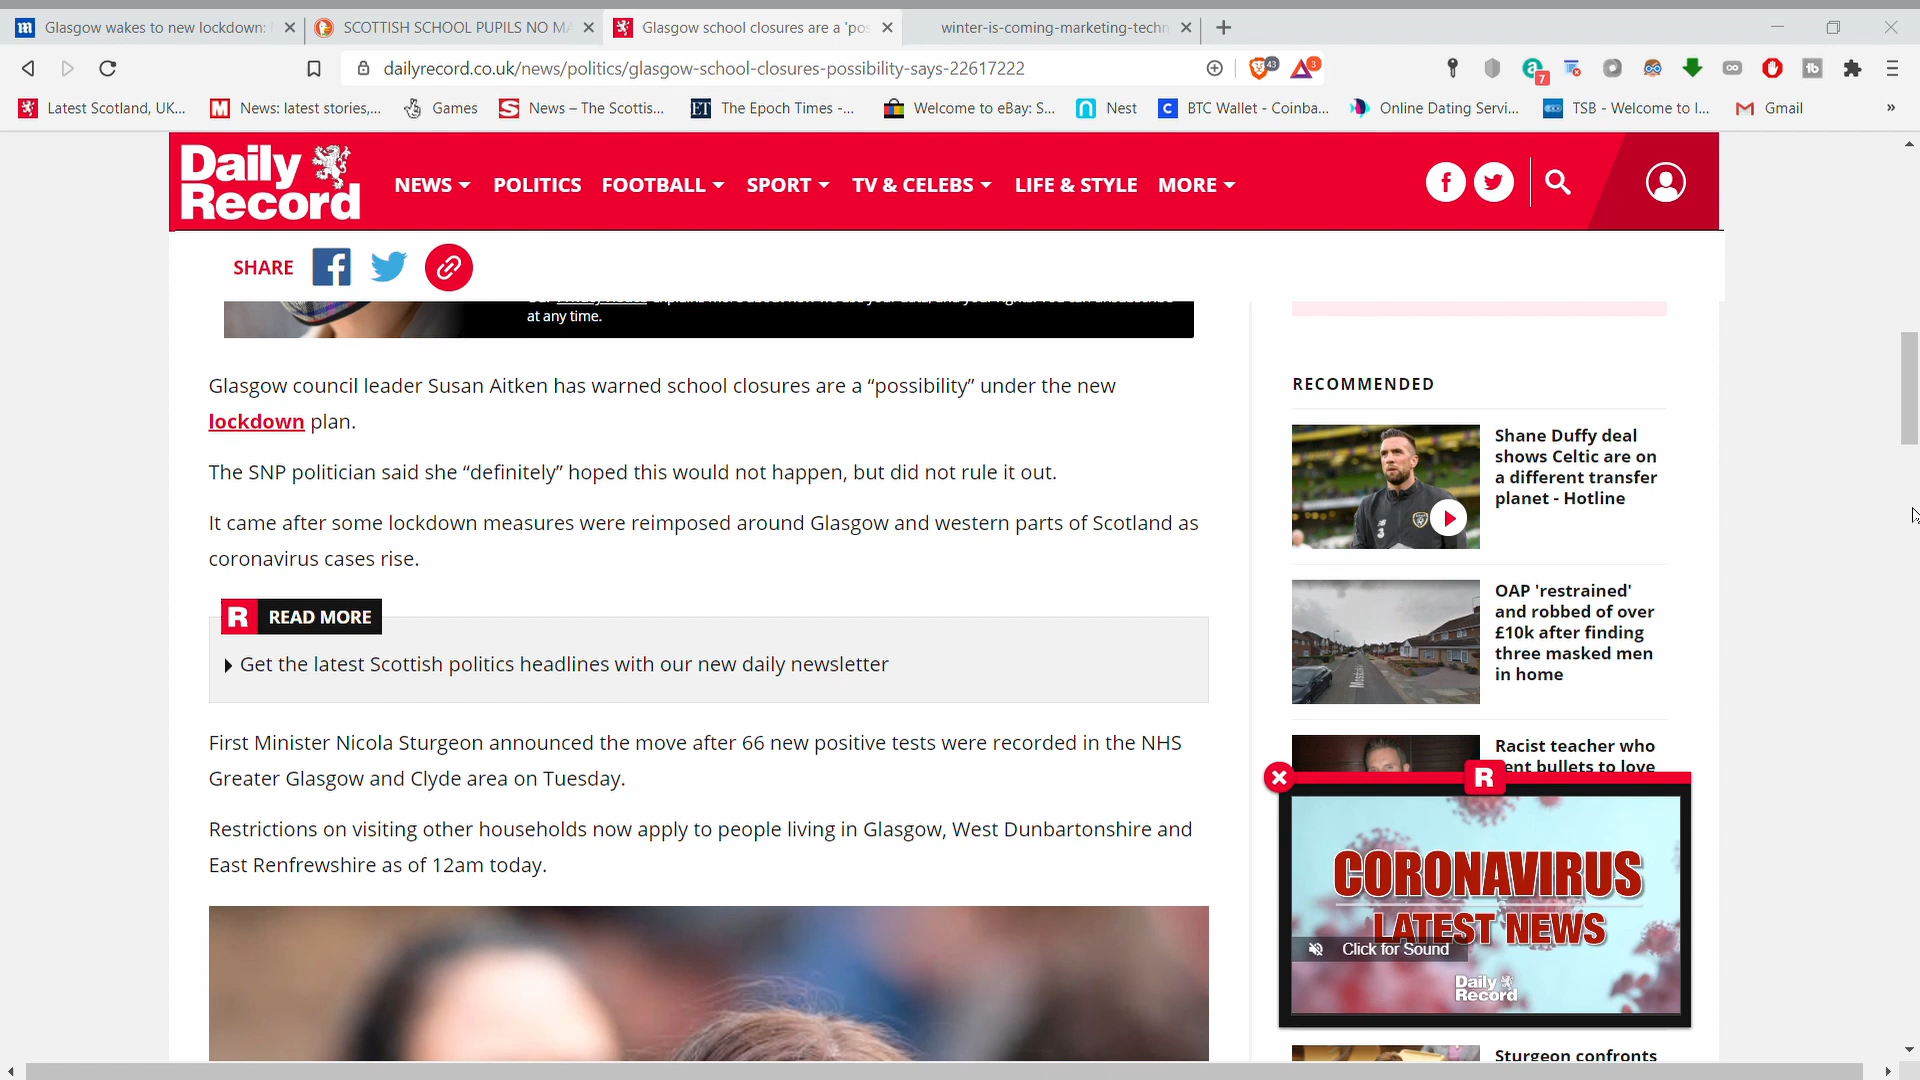 Glasgow wakes to new lockdown:
SCOTTISH SCHOOL PUPILS NO MA
Glasgow school closures are a 'pos
winter-is-coming-marketing-techn
dailyrecord.co.uk/news/politics/glasgow-school-closures-possibility-says-22617222
43
3
7
Latest Scotland, UK...
News: latest stories,...
Games
News – The Scottis...
ET
The Epoch Times -...
Welcome to eBay: S...
Nest
BTC Wallet - Coinba...
Online Dating Servi...
TSB - Welcome to I...
Gmail
Daily
Record
NEWS
POLITICS
FOOTBALL
SPORT
TV & CELEBS
LIFE & STYLE
MORE
SHARE
at any time.
Glasgow council leader Susan Aitken has warned school closures are a “possibility” under the new
lockdown plan.
The SNP politician said she “definitely” hoped this would not happen, but did not rule it out.
It came after some lockdown measures were reimposed around Glasgow and western parts of Scotland as
coronavirus cases rise.
R READ MORE
Get the latest Scottish politics headlines with our new daily newsletter
First Minister Nicola Sturgeon announced the move after 66 new positive tests were recorded in the NHS
Greater Glasgow and Clyde area on Tuesday.
Restrictions on visiting other households now apply to people living in Glasgow, West Dunbartonshire and
East Renfrewshire as of 12am today.
RECOMMENDED
Shane Duffy deal
shows Celtic are on
a different transfer
planet - Hotline
OAP 'restrained'
and robbed of over
£10k after finding
three masked men
in home
Racist teacher who
bullets to love
R
CORONAVIRUS
LATEST NEWS
Click for Sound
Daily
Record
Sturgeon confronts